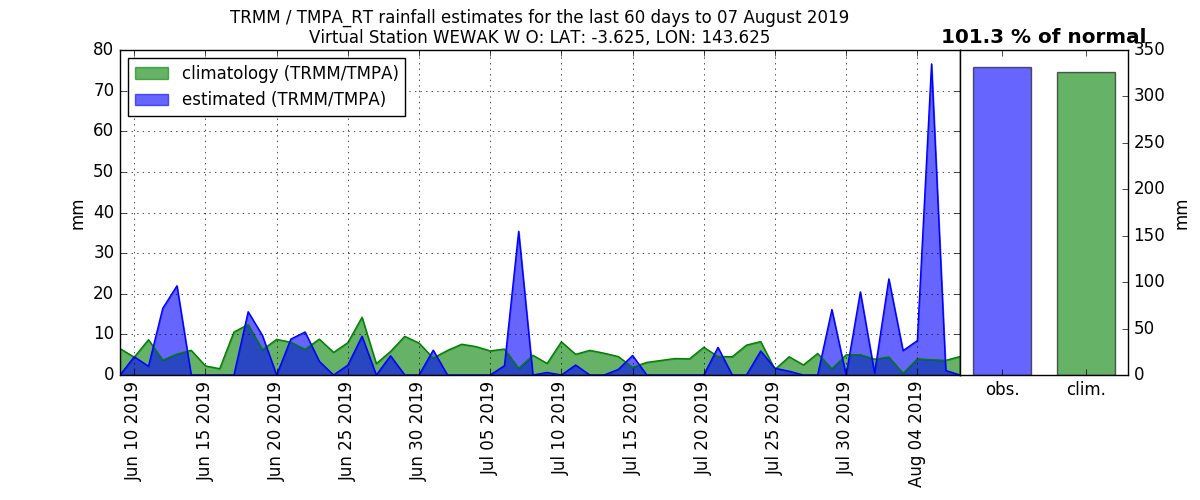 TRMM / TMPA_RT rainfall estimates for the last 60 days to 07 August 2019
Virtual Station WEWAK W O: LAT: -3.625, LON: 143.625
101.3 % of normal
climatology (TRMM/TMPA)
estimated (TRMM/TMPA)
80
70
60
50
40
30
20
10
0
mm
350
300
250
200
150
100
50
0
mm
Jun 10 2019
Jun 15 2019
Jun 20 2019
Jun 25 2019
Jun 30 2019
Jul 05 2019
Jul 10 2019
Jul 15 2019
Jul 20 2019
Jul 25 2019
Jul 30 2019
Aug 04 2019
obs.
clim.